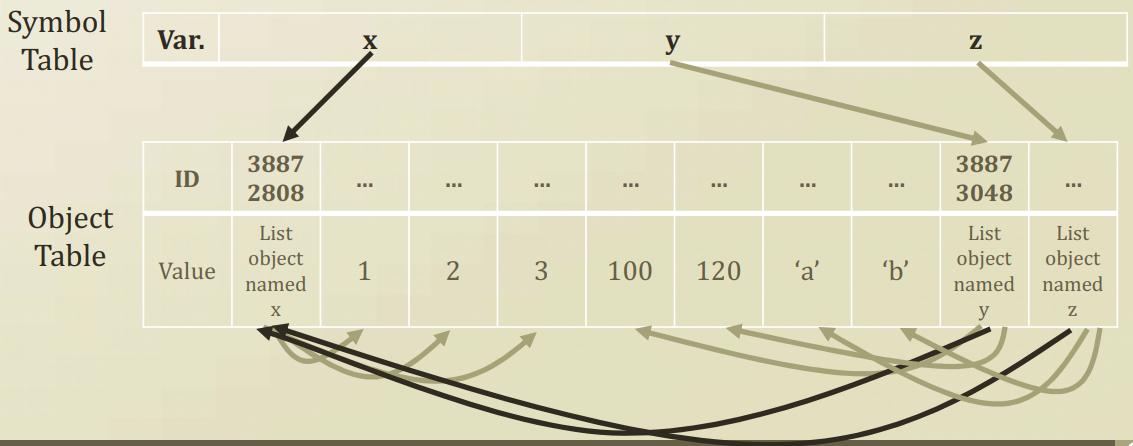 Symbol
Table
Var. x y z
Object
Table
ID 3887 2808 ... ... ... ... ... ... ... 3887 3048 ...
Value List object named x 1 2 3 100 120 ‘a’ ‘b’ List object named y List object named z